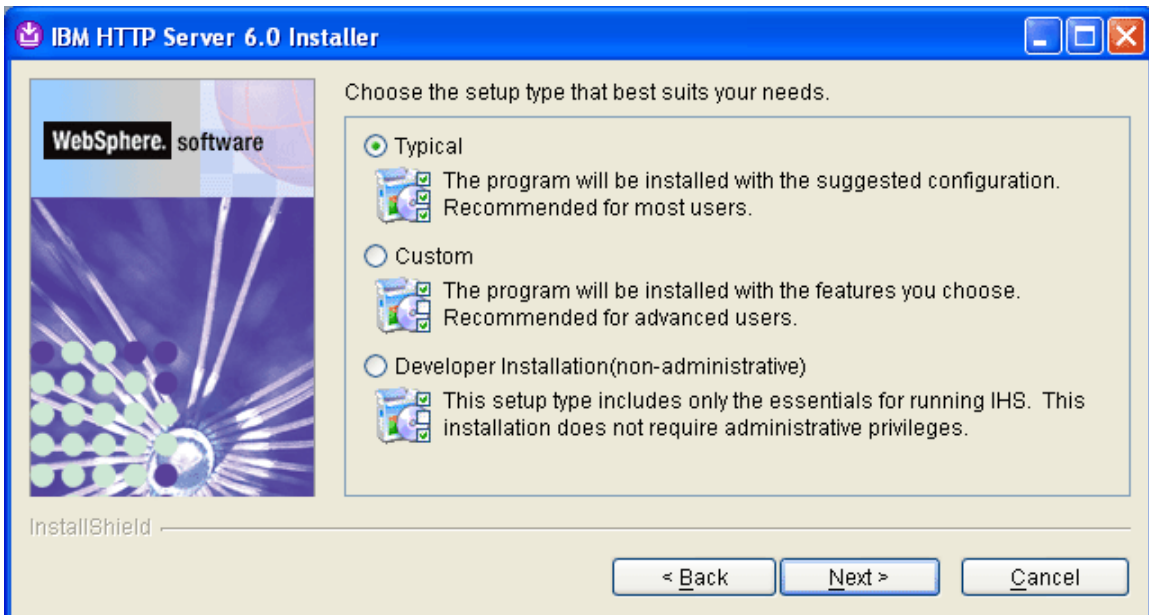 IBM HTTP Server 6.0 Installer
WebSphere. software
Choose the setup type that best suits your needs.
Typical
The program will be installed with the suggested configuration.
Recommended for most users.
Custom
The program will be installed with the features you choose.
Recommended for advanced users.
Developer Installation(non-administrative)
This setup type includes only the essentials for running IHS. This
installation does not require administrative privileges.
InstallShield
< Back
Next >
Cancel